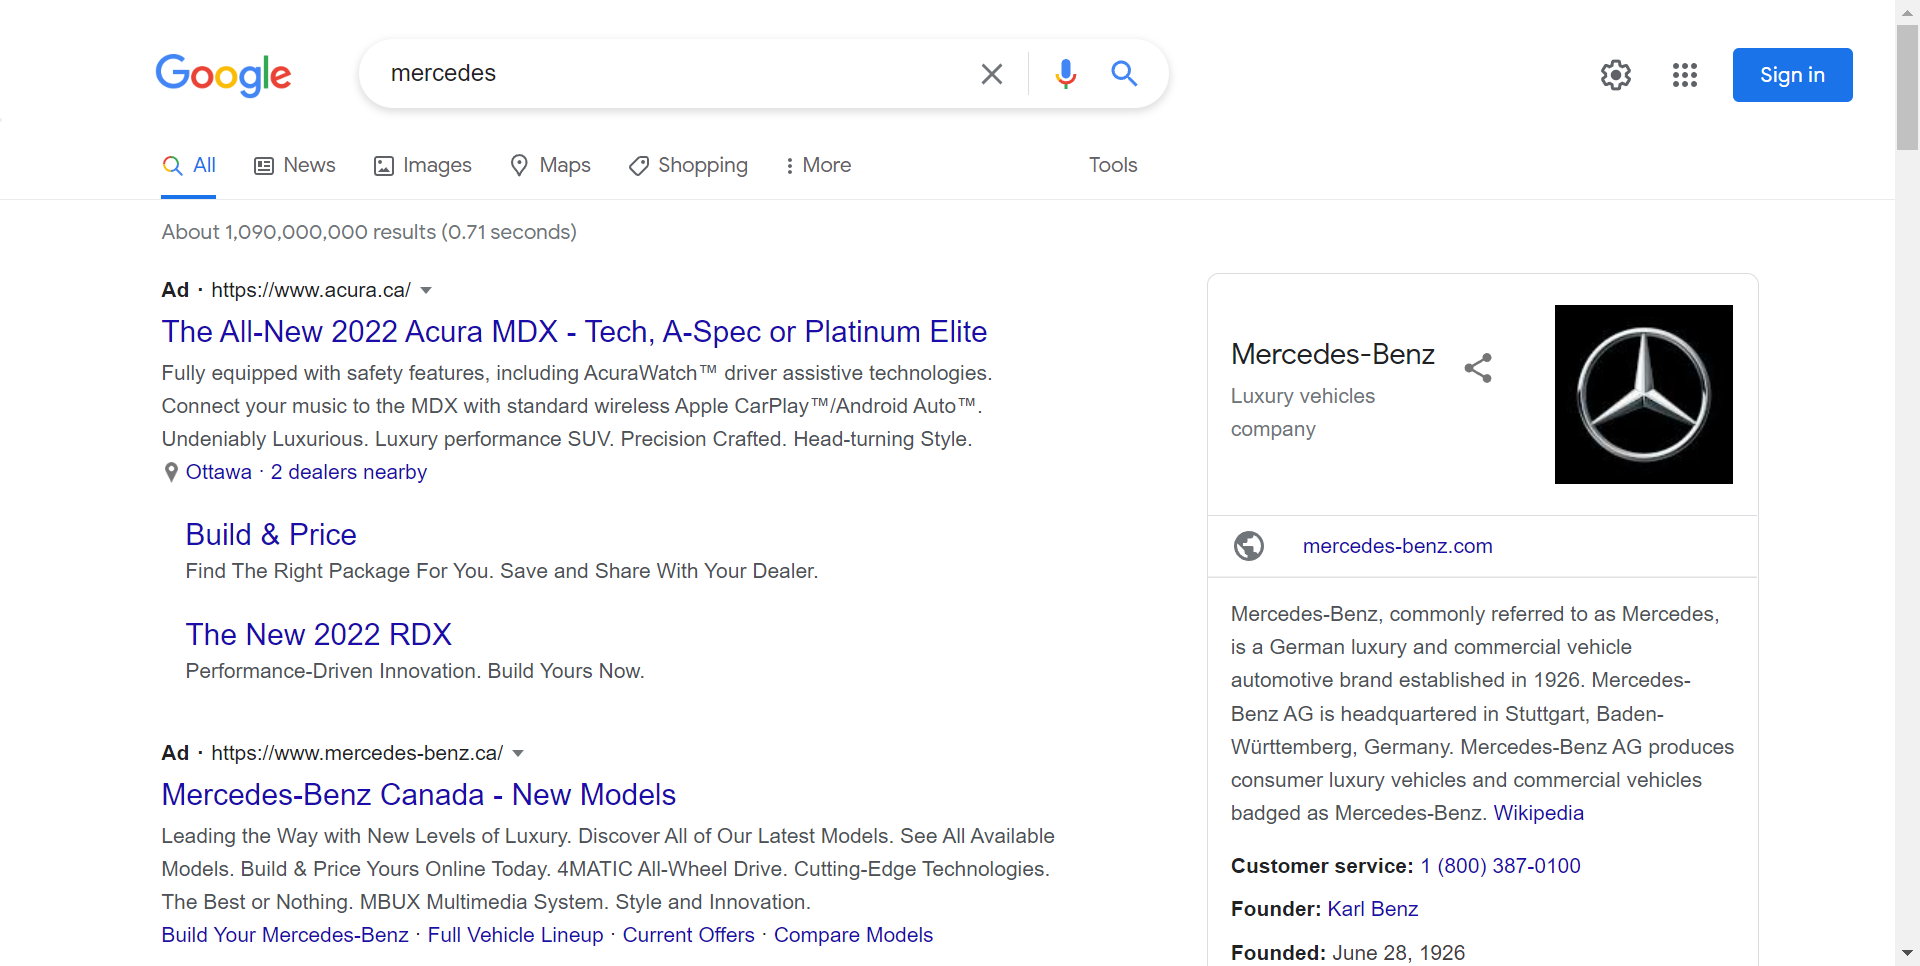 Google
mercedes
Sign in
All
News
Images
Maps
Shopping
More
Tools
About 1,090,000,000 results (0.71 seconds)
Ad · https://www.acura.ca/
The All-New 2022 Acura MDX - Tech, A-Spec or Platinum Elite
Fully equipped with safety features, including AcuraWatch™ driver assistive technologies.
Connect your music to the MDX with standard wireless Apple CarPlay™/Android Auto™.
Undeniably Luxurious. Luxury performance SUV. Precision Crafted. Head-turning Style.
Ottawa · 2 dealers nearby
Build & Price
Find The Right Package For You. Save and Share With Your Dealer.
The New 2022 RDX
Performance-Driven Innovation. Build Yours Now.
Ad · https://www.mercedes-benz.ca/
Mercedes-Benz Canada - New Models
Leading the Way with New Levels of Luxury. Discover All of Our Latest Models. See All Available
Models. Build & Price Yours Online Today. 4MATIC All-Wheel Drive. Cutting-Edge Technologies.
The Best or Nothing. MBUX Multimedia System. Style and Innovation.
Build Your Mercedes-Benz · Full Vehicle Lineup · Current Offers · Compare Models
Mercedes-Benz
Luxury vehicles
company
mercedes-benz.com
Mercedes-Benz, commonly referred to as Mercedes,
is a German luxury and commercial vehicle
automotive brand established in 1926. Mercedes-
Benz AG is headquartered in Stuttgart, Baden-
Württemberg, Germany. Mercedes-Benz AG produces
consumer luxury vehicles and commercial vehicles
badged as Mercedes-Benz. Wikipedia
Customer service: 1 (800) 387-0100
Founder: Karl Benz
Founded: June 28, 1926